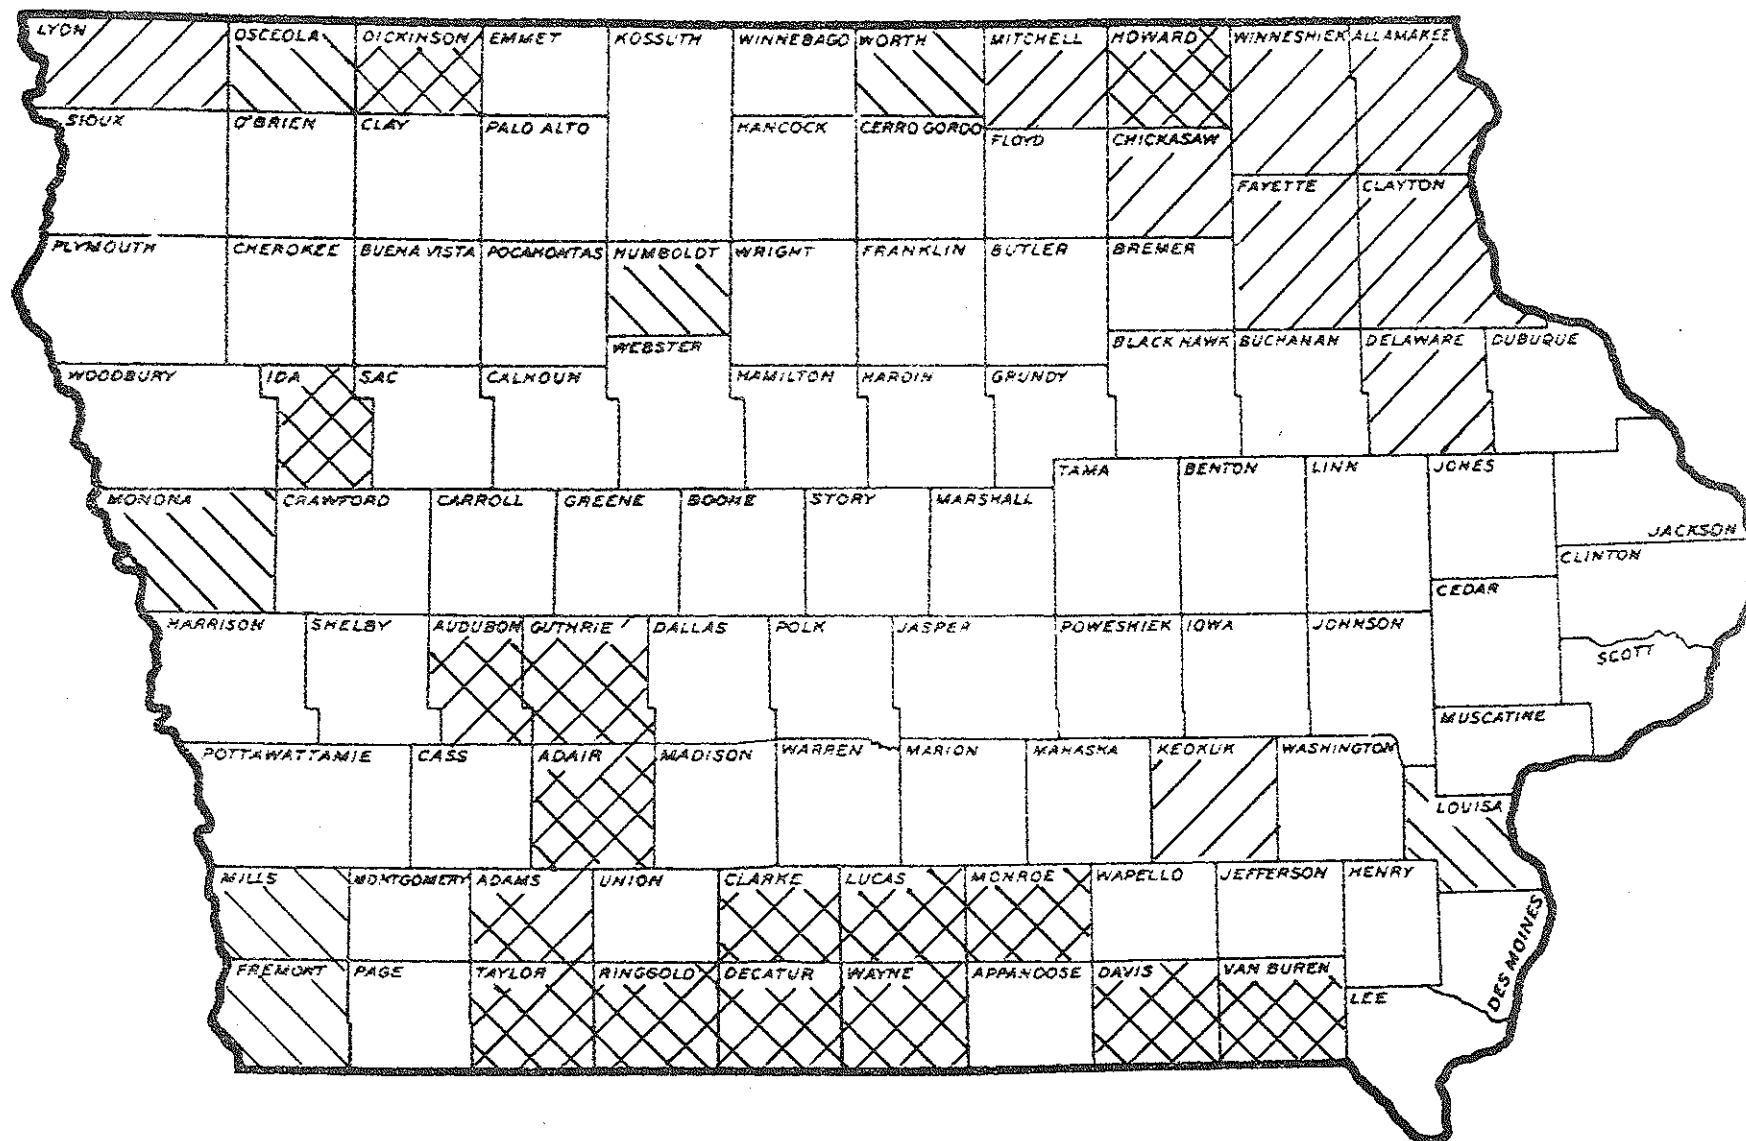 LYON OSCEOLA DICKINSON EMMET KOSSUTH WINNEBAGO WORTH MITCHELL HOWARD WINNESHIEK ALLAMAKEE
SIOUX O'BRIEN CLAY PALO ALTO HANCOCK CERRO GORDO FLOYD CHICKASAW
FAYETTE CLAYTON
PLYMOUTH CHEROKEE BUENA VISTA POCAHONTAS HUMBOLDT WRIGHT FRANKLIN BUTLER BREMER
WEBSTER BLACK HAWK BUCHANAN DELAWARE DUBUQUE
WOODBURY IDA SAC CALHOUN HAMILTON HARDIN GRUNDY
TAMA BENTON LINN JONES
MONONA CRAWFORD CARROLL GREENE BOONE STORY MARSHALL
JACKSON
CLINTON
CEDAR
HARRISON SHELBY AUDUBON GUTHRIE DALLAS POLK JASPER POWESHIEK IOWA JOHNSON
SCOTT
MUSCATINE
POTTAWATTAMIE CASS ADAIR MADISON WARREN MARION MAHASKA KEOKUK WASHINGTON
LOUISA
MILLS MONTGOMERY ADAMS UNION CLARKE LUCAS MONROE WAPELLO JEFFERSON HENRY
DES MOINES
FREMONT PAGE TAYLOR RINGGOLD DECATUR WAYNE APPANOOSE DAVIS VAN BUREN
LEE